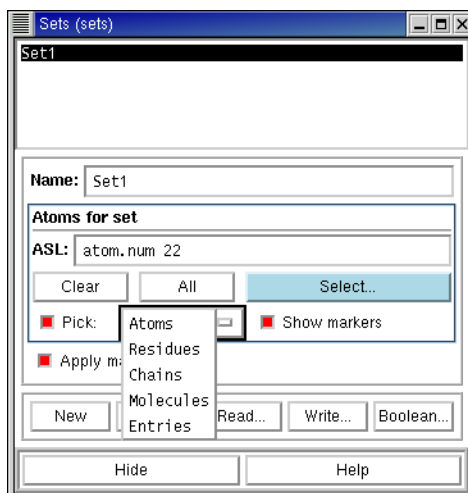 Sets (sets)
Set1
Name: Set1
Atoms for set
ASL: atom.num 22
Clear All Select...
Pick: Atoms Show markers
Residues
Apply
Chains
Molecules
Entries
New Read... Write... Boolean...
Hide Help